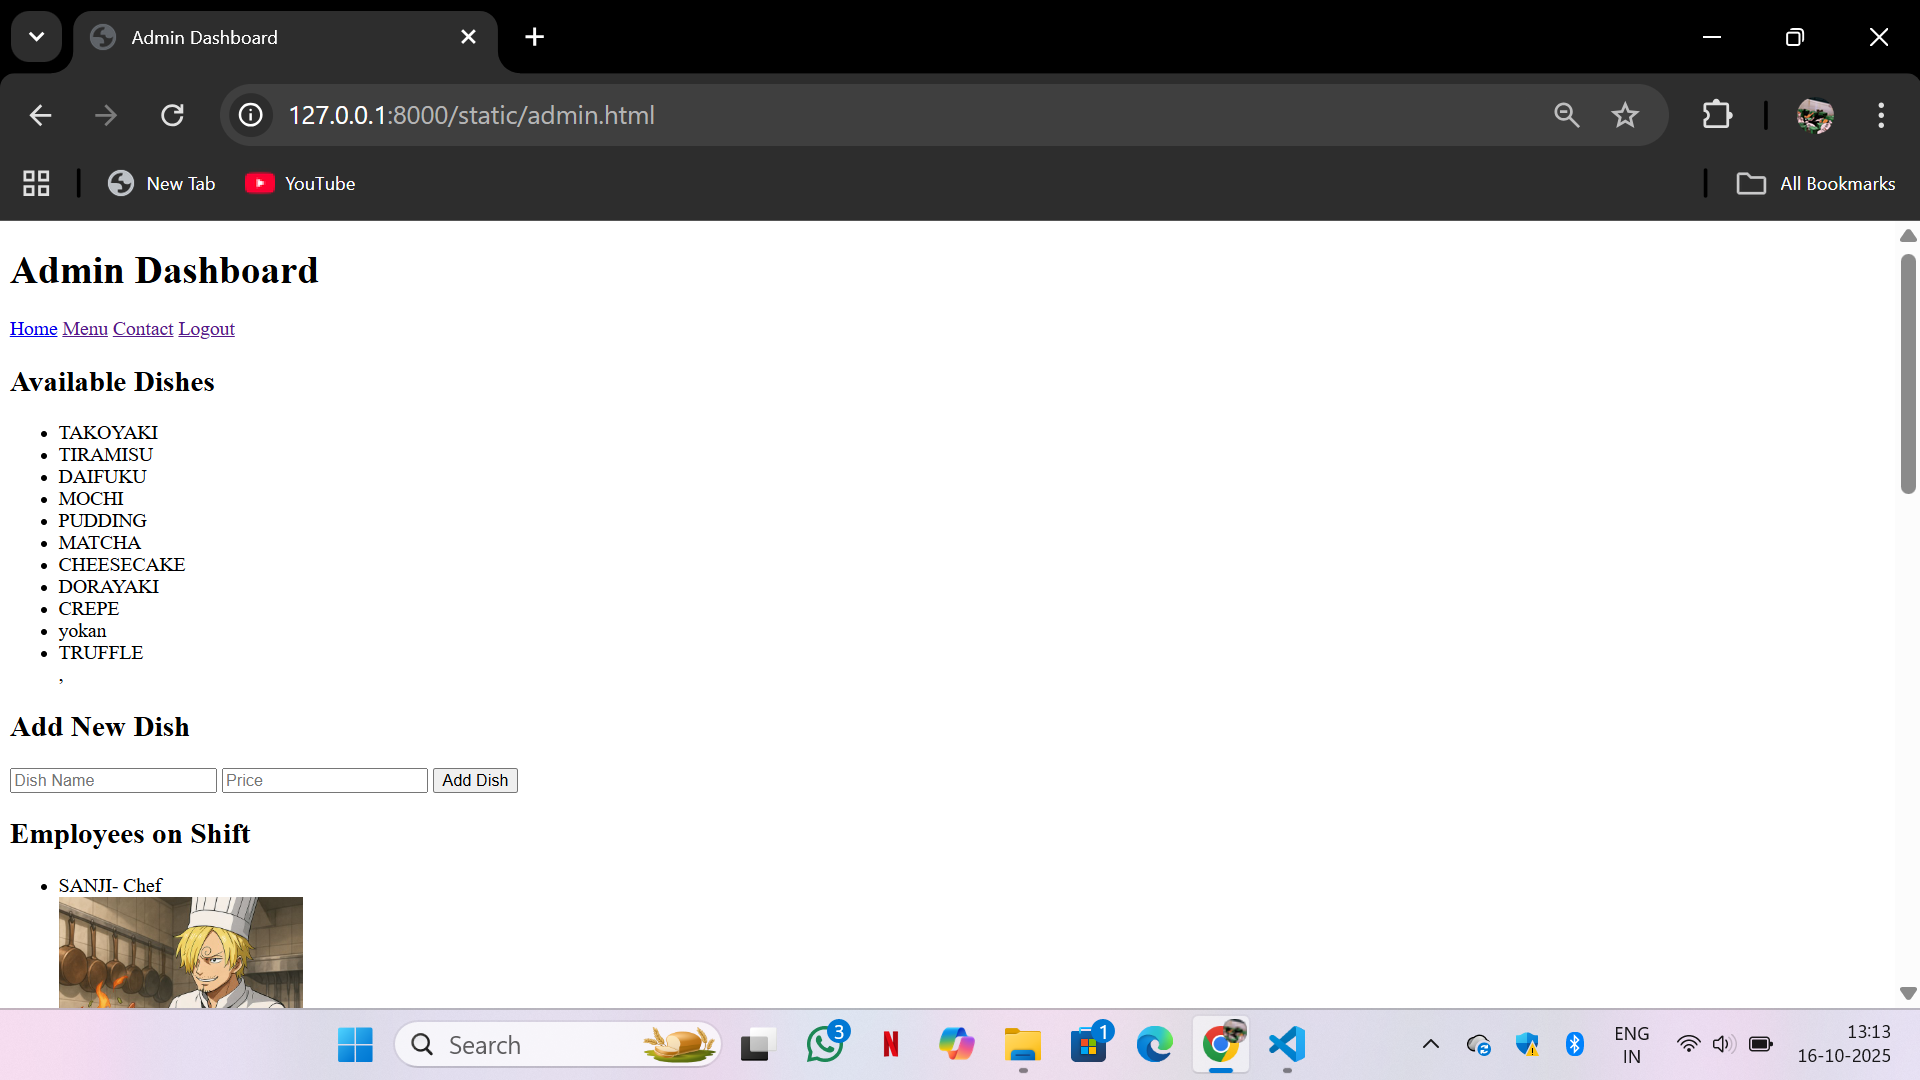 Admin Dashboard
127.0.0.1:8000/static/admin.html
New Tab
YouTube
All Bookmarks
Admin Dashboard
Home Menu Contact Logout
Available Dishes
TAKOYAKI
TIRAMISU
DAIFUKU
MOCHI
PUDDING
MATCHA
CHEESECAKE
DORAYAKI
CREPE
yokan
TRUFFLE
,
Add New Dish
Dish Name Price Add Dish
Employees on Shift
SANJI- Chef
Search
3
N
1
ENG
IN
13:13
16-10-2025